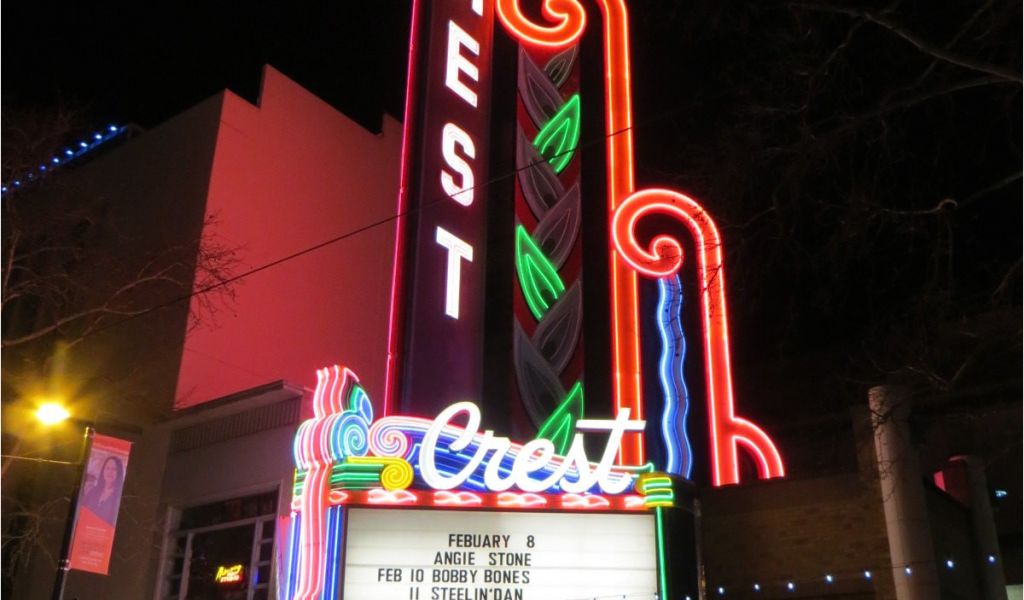 EST
Crest
FEBUARY 8
ANGIE STONE
FEB 10 BOBBY BONES
11 STEELIN'DAN